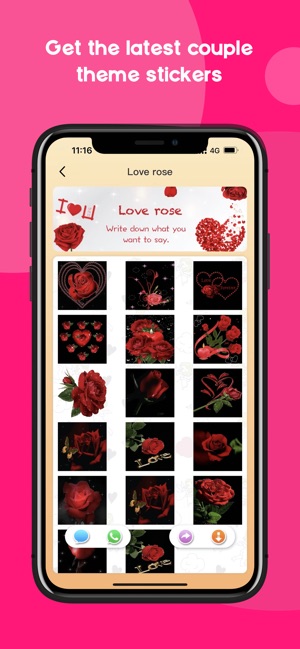 Get the latest couple
theme stickers
11:16
4G
Love rose
I U
Love rose
Write down what you
want to say.
Love
Love